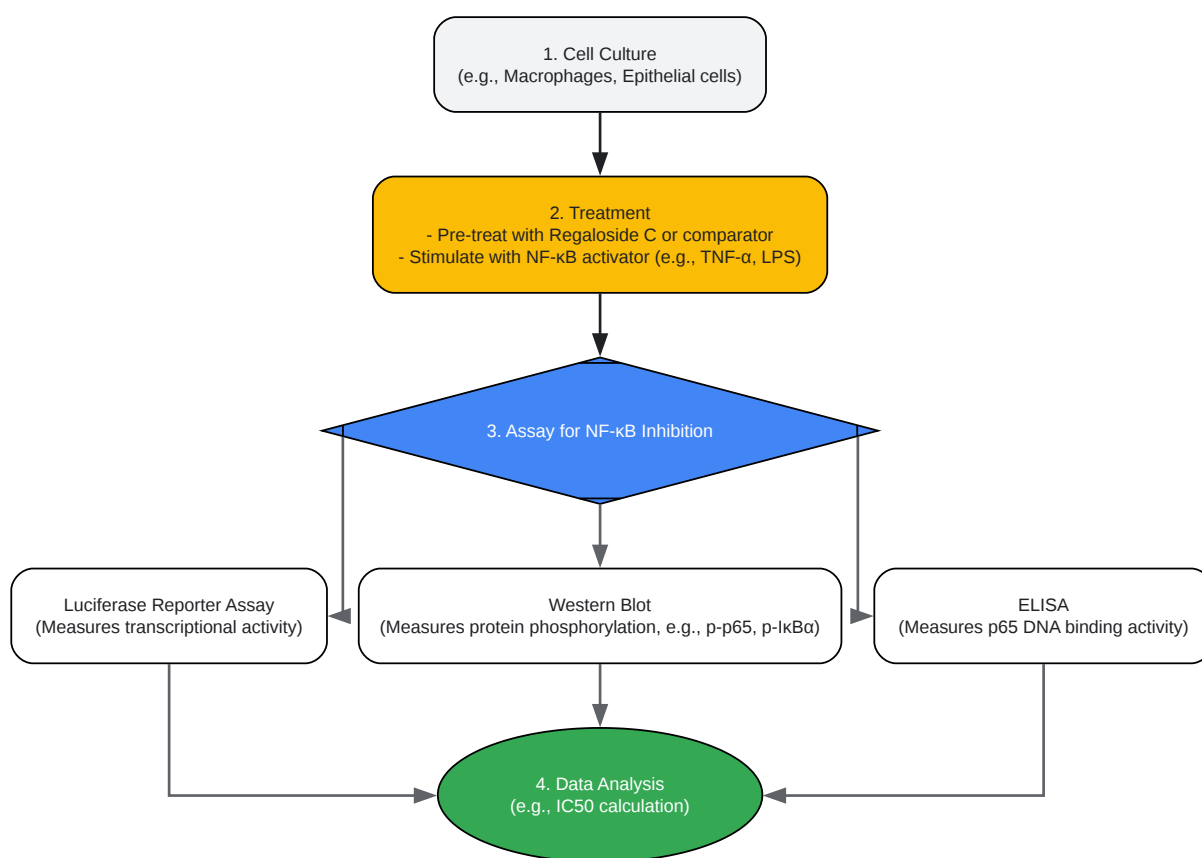 1. Cell Culture
(e.g., Macrophages, Epithelial cells)
2. Treatment
- Pre-treat with Regaloside C or comparator
- Stimulate with NF-κB activator (e.g., TNF-α, LPS)
3. Assay for NF-κB Inhibition
Luciferase Reporter Assay
(Measures transcriptional activity)
Western Blot
(Measures protein phosphorylation, e.g., p-p65, p-IκBα)
ELISA
(Measures p65 DNA binding activity)
4. Data Analysis
(e.g., IC50 calculation)